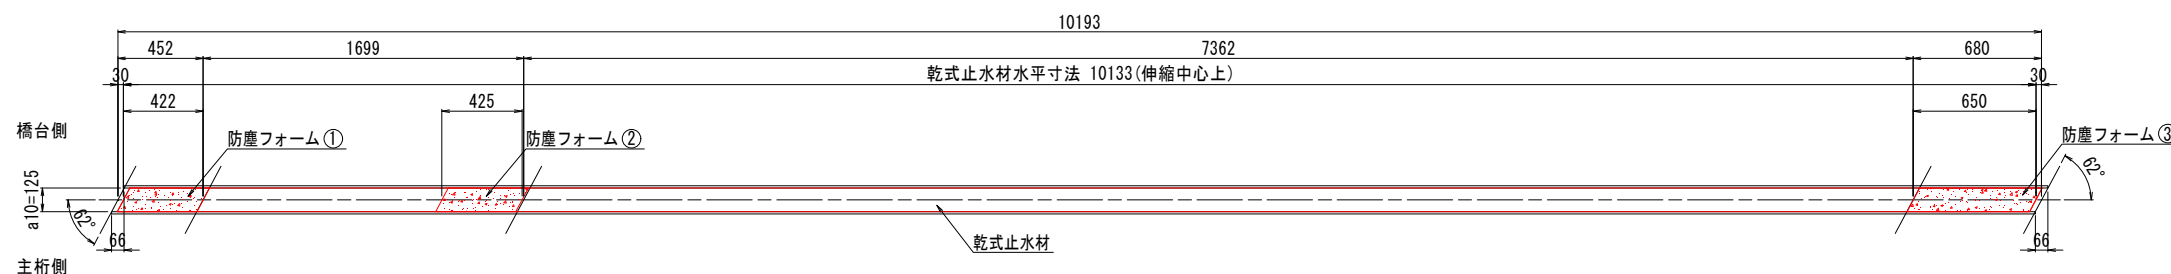 10193
452
1699
7362
680
30
乾式止水材水平寸法 10133(伸縮中心上)
30
422
425
650
橋台側
防塵フォーム①
防塵フォーム②
防塵フォーム③
62°
a10=125
62°
66
乾式止水材
66
主桁側